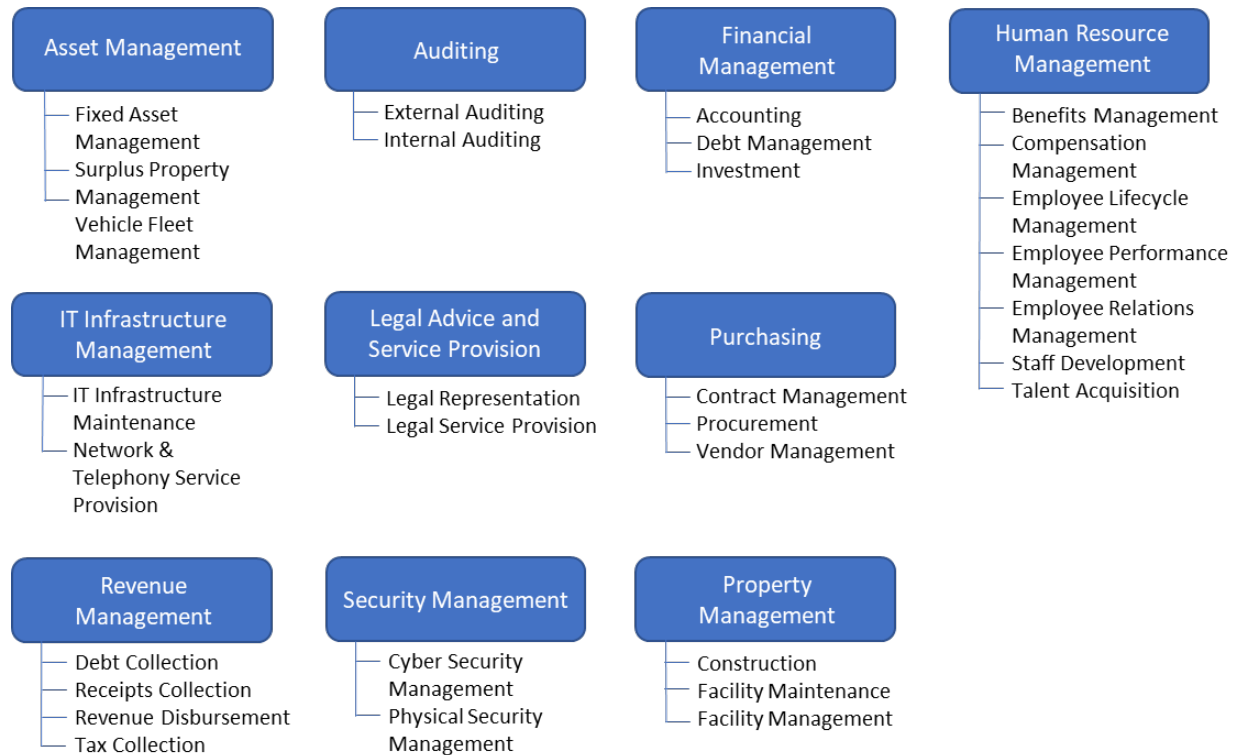 Asset Management
Fixed Asset
Management
Surplus Property
Management
Vehicle Fleet
Management
Auditing
External Auditing
Internal Auditing
Financial
Management
Accounting
Debt Management
Investment
Human Resource
Management
Benefits Management
Compensation
Management
Employee Lifecycle
Management
Employee Performance
Management
Employee Relations
Management
Staff Development
Talent Acquisition
IT Infrastructure
Management
IT Infrastructure
Maintenance
Network &
Telephony Service
Provision
Legal Advice and
Service Provision
Legal Representation
Legal Service Provision
Purchasing
Contract Management
Procurement
Vendor Management
Revenue
Management
Debt Collection
Receipts Collection
Revenue Disbursement
Tax Collection
Security Management
Cyber Security
Management
Physical Security
Management
Property
Management
Construction
Facility Maintenance
Facility Management